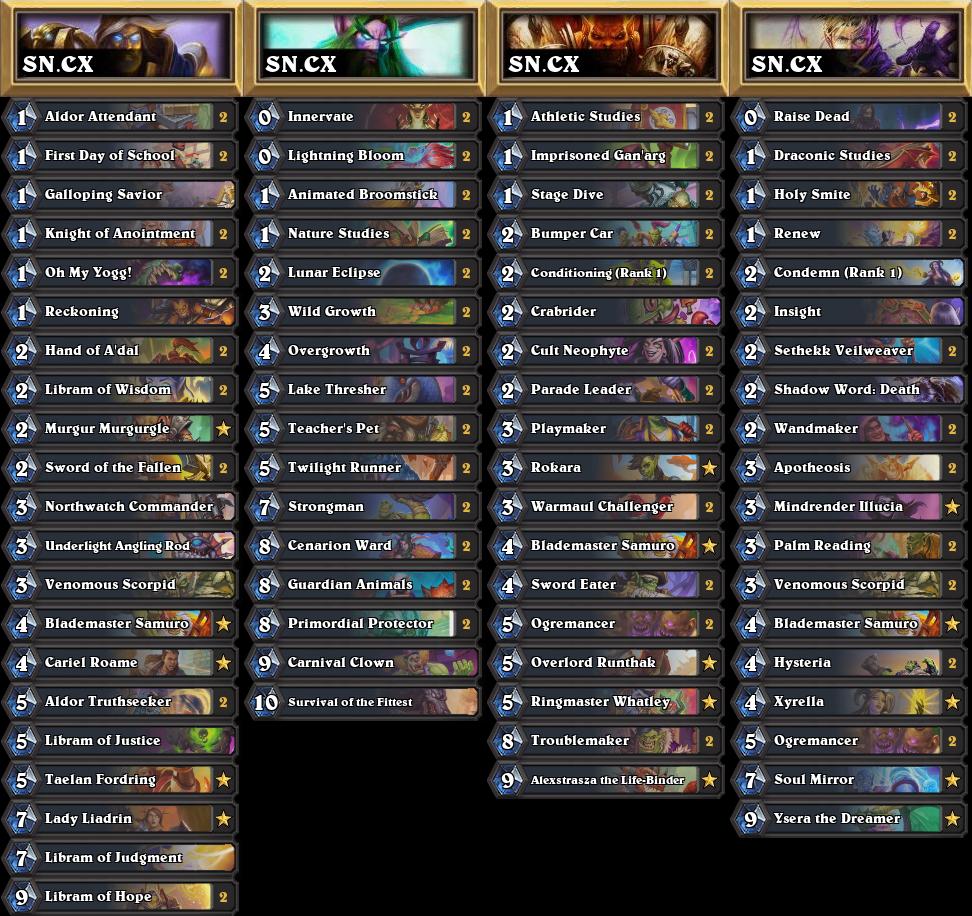 SN.CX
1 Aldor Attendant 2
1 First Day of School 2
1 Galloping Savior
1 Knight of Anointment 2
1 Oh My Yogg! 2
1 Reckoning
2 Hand of A'dal 2
2 Libram of Wisdom 2
2 Murgur Murgurgle
2 Sword of the Fallen 2
3 Northwatch Commander
3 Underlight Angling Rod
3 Venomous Scorpid
4 Blademaster Samuro
4 Cariel Roame
5 Aldor Truthseeker 2
5 Libram of Justice
5 Taelan Fordring
7 Lady Liadrin
7 Libram of Judgment
9 Libram of Hope 2
SN.CX
0 Innervate 2
0 Lightning Bloom 2
1 Animated Broomstick 2
1 Nature Studies 2
2 Lunar Eclipse 2
3 Wild Growth 2
4 Overgrowth 2
5 Lake Thresher 2
5 Teacher's Pet 2
5 Twilight Runner 2
7 Strongman 2
8 Cenarion Ward 2
8 Guardian Animals 2
8 Primordial Protector 2
9 Carnival Clown
10 Survival of the Fittest
SN.CX
1 Athletic Studies 2
1 Imprisoned Gan'arg 2
1 Stage Dive 2
2 Bumper Car 2
2 Conditioning (Rank 1) 2
2 Crabrider
2 Cult Neophyte 2
2 Parade Leader 2
3 Playmaker 2
3 Rokara
3 Warmaul Challenger 2
4 Blademaster Samuro
4 Sword Eater 2
5 Ogremancer 2
5 Overlord Runthak
5 Ringmaster Whatley
8 Troublemaker 2
9 Alexstrasza the Life-Binder
SN.CX
0 Raise Dead 2
1 Draconic Studies 2
1 Holy Smite 2
1 Renew 2
2 Condemn (Rank 1)
2 Insight
2 Sethekk Veilweaver 2
2 Shadow Word: Death
2 Wandmaker 2
3 Apotheosis 2
3 Mindrender Illucia
3 Palm Reading 2
3 Venomous Scorpid 2
4 Blademaster Samuro
4 Hysteria 2
4 Xyrella
5 Ogremancer 2
7 Soul Mirror
9 Ysera the Dreamer